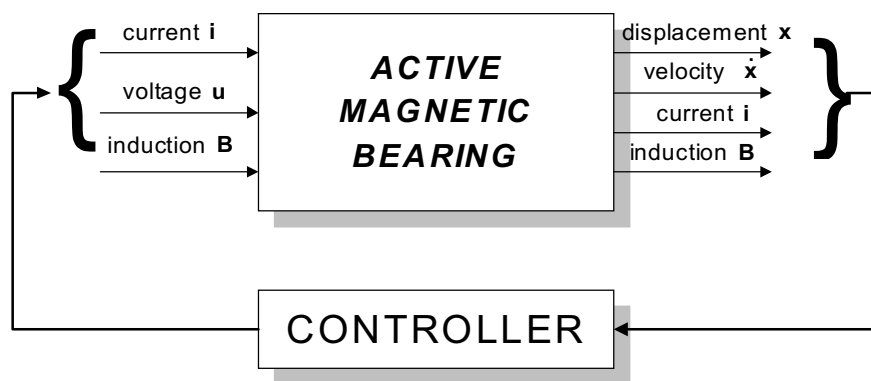 current i
voltage u
induction B
ACTIVE
MAGNETIC
BEARING
displacement x
velocity ẋ
current i
induction B
CONTROLLER